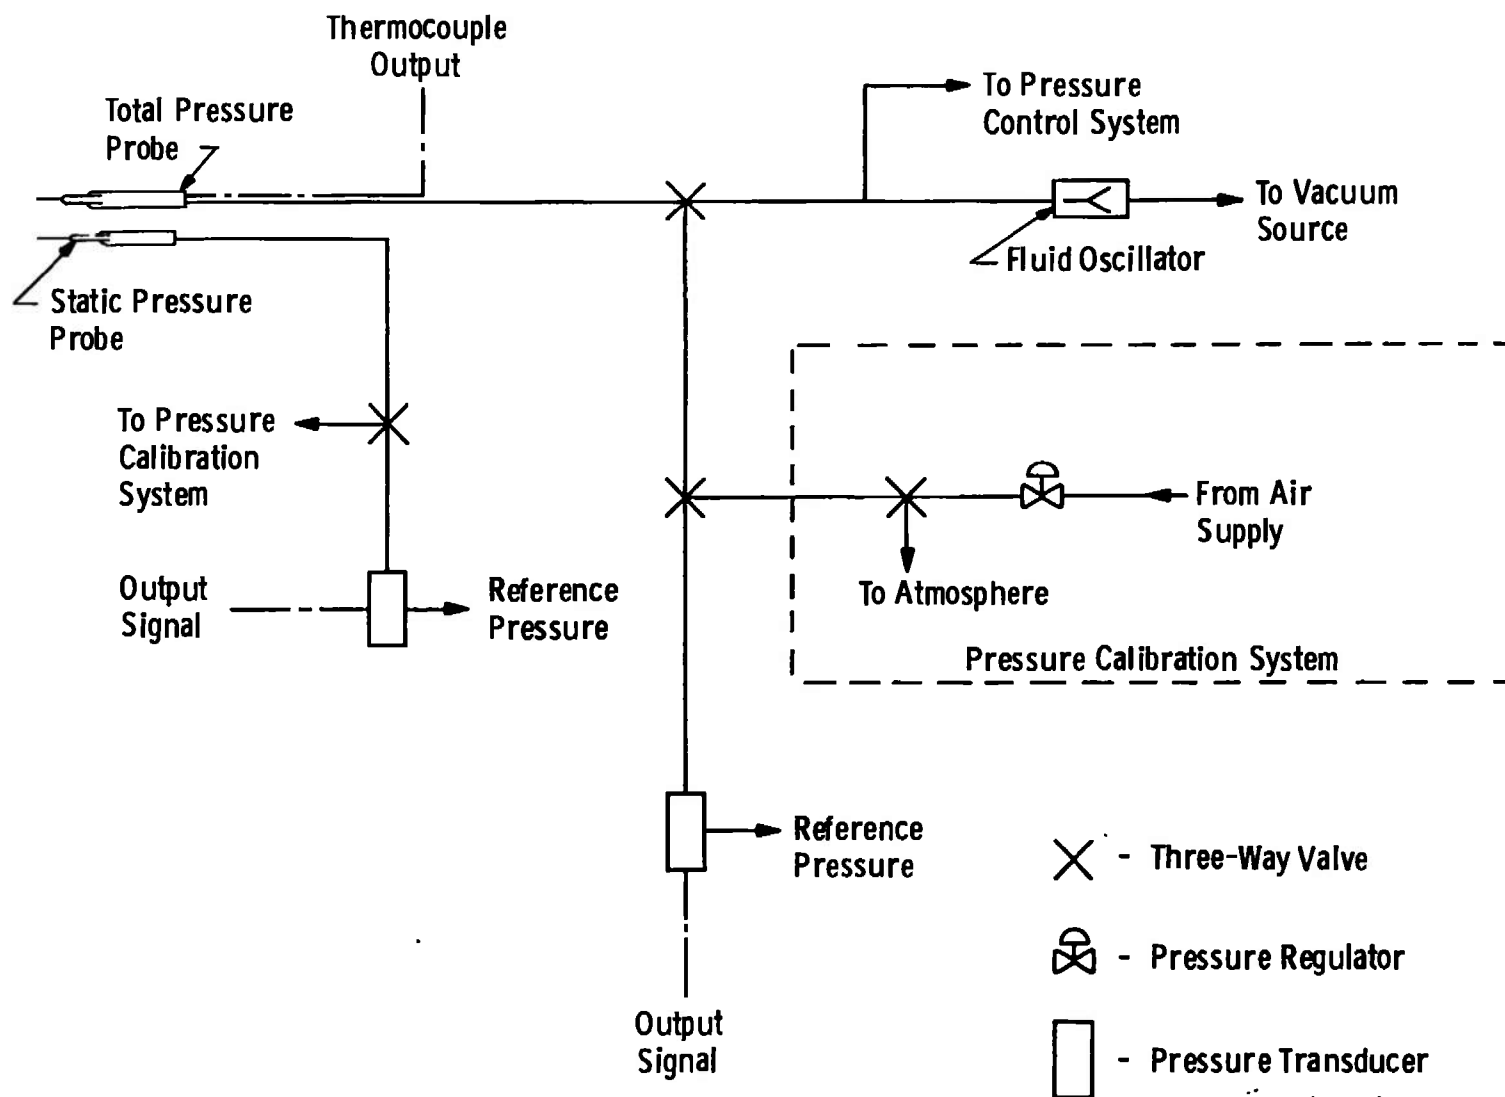 Thermocouple
Output
Total Pressure
Probe
To Pressure
Control System
To Vacuum
Source
Fluid Oscillator
Static Pressure
Probe
To Pressure
Calibration
System
From Air
Supply
To Atmosphere
Output
Signal
Reference
Pressure
Pressure Calibration System
Reference
Pressure
- Three-Way Valve
- Pressure Regulator
Output
Signal
- Pressure Transducer